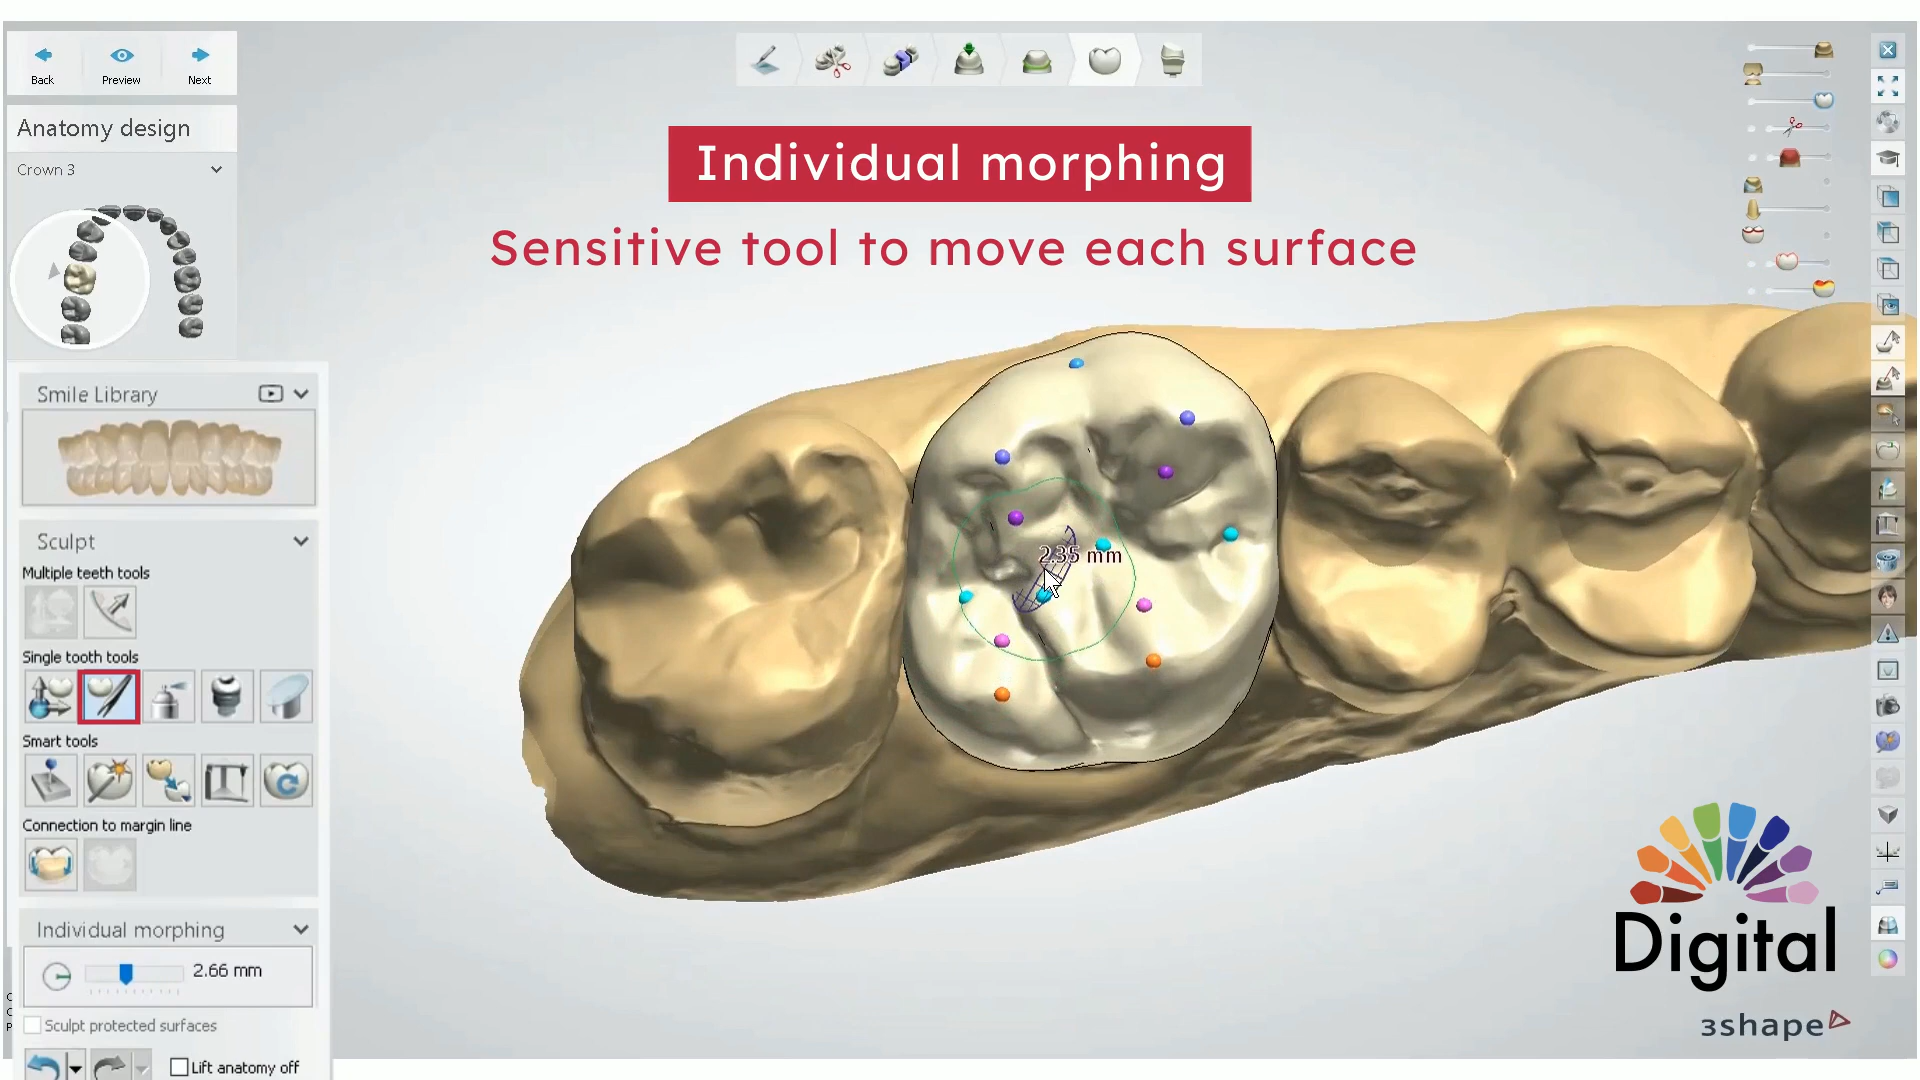 Back Preview Next
Anatomy design
Crown 3
Individual morphing
Sensitive tool to move each surface
Smile Library
Sculpt
Multiple teeth tools
Single tooth tools
Smart tools
Connection to margin line
Individual morphing
2.66 mm
Sculpt protected surfaces
Lift anatomy off
2.35 mm
Digital
3shape